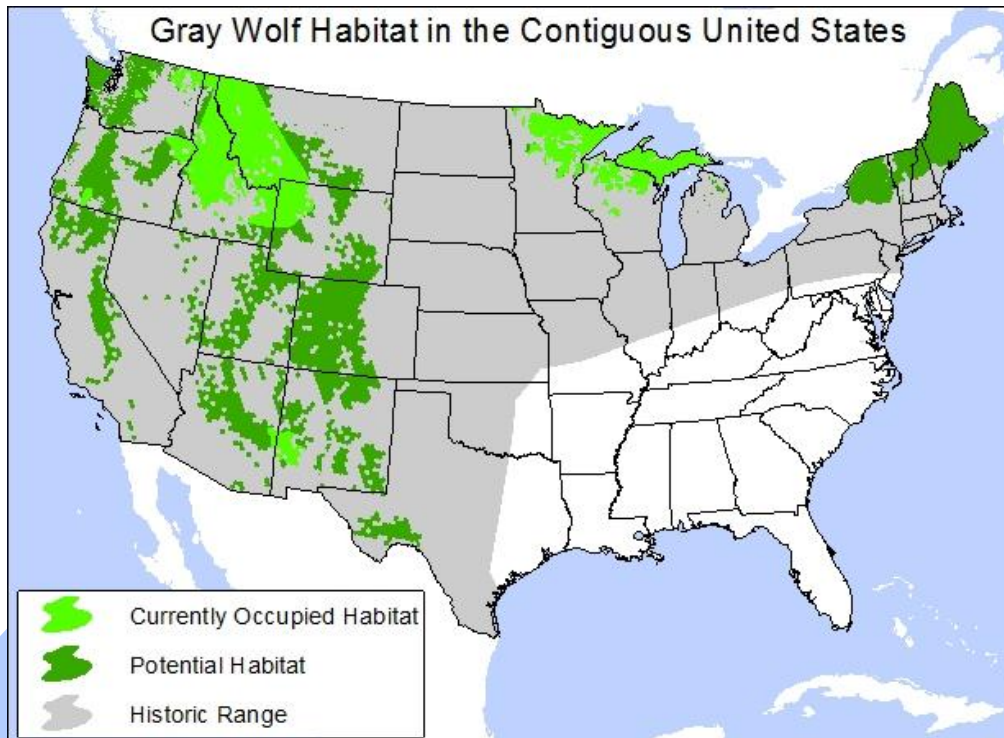 Gray Wolf Habitat in the Contiguous United States
Currently Occupied Habitat
Potential Habitat
Historic Range